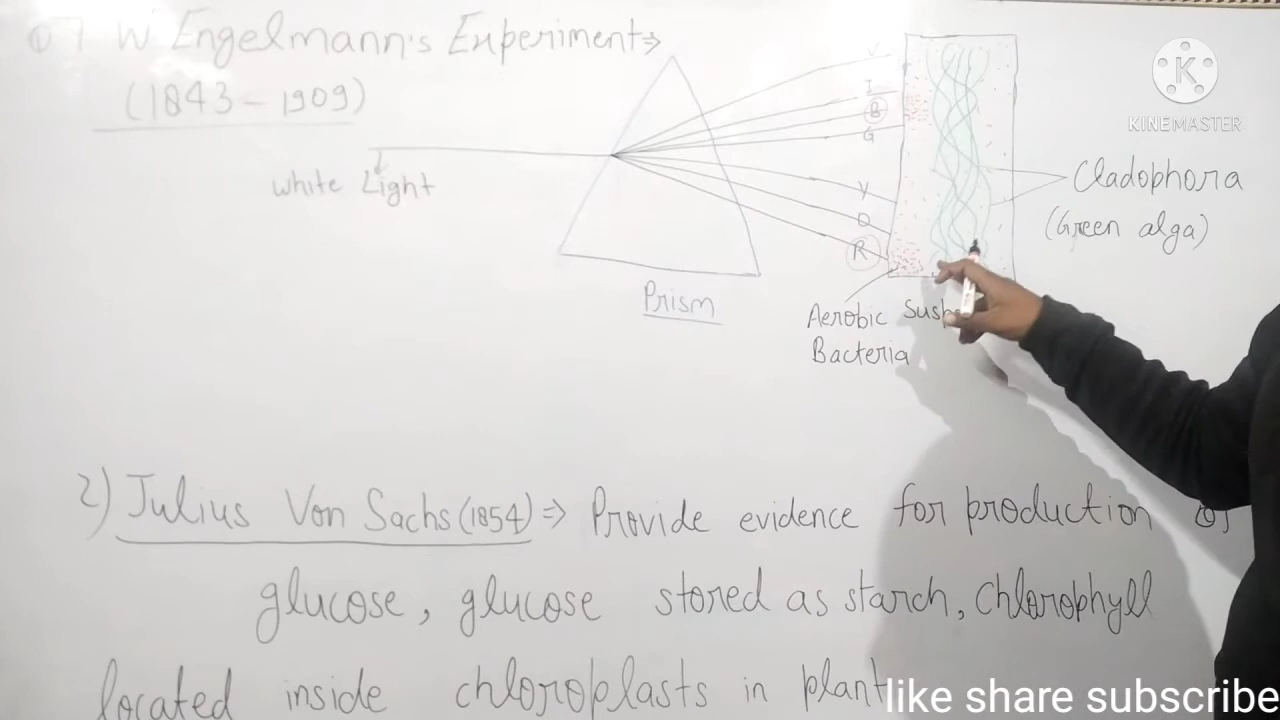 T W Engelmann's Experiment⇒
(1843-1909)
white Light
V
I
B
G
Y
O
R
Prism
Cladophora
(Green alga)
Aerobic
Bacteria
2) Julius Von Sachs (1854) ⇒ Provide evidence for production of
glucose, glucose stored as starch, Chlorophyll
located inside chloroplasts in plant
K
KINEMASTER
like share subscribe